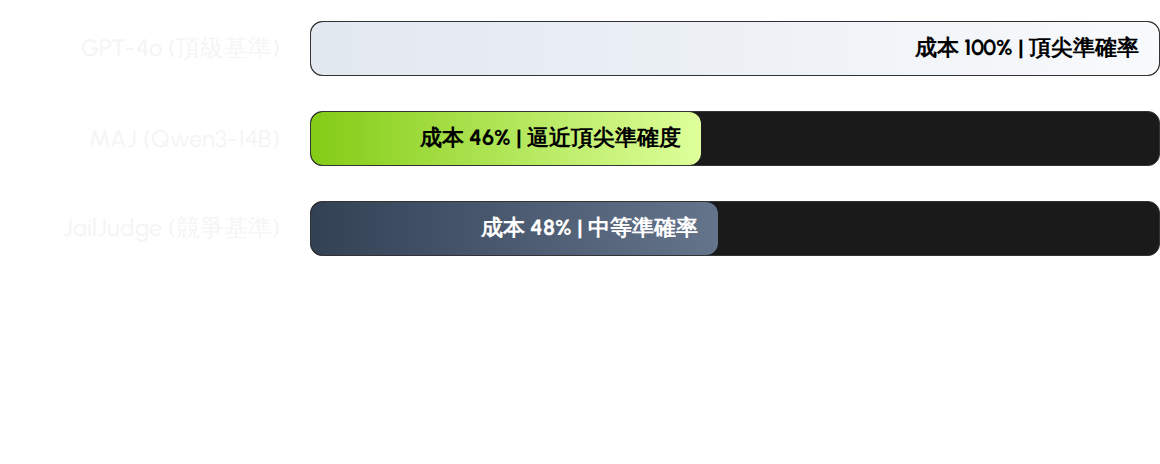 GPT-4o (頂級基準)
成本 100% | 頂尖準確率
MAJ (Qwen3-14B)
成本 46% | 逼近頂尖準確度
JailJudge (競爭基準)
成本 48% | 中等準確率